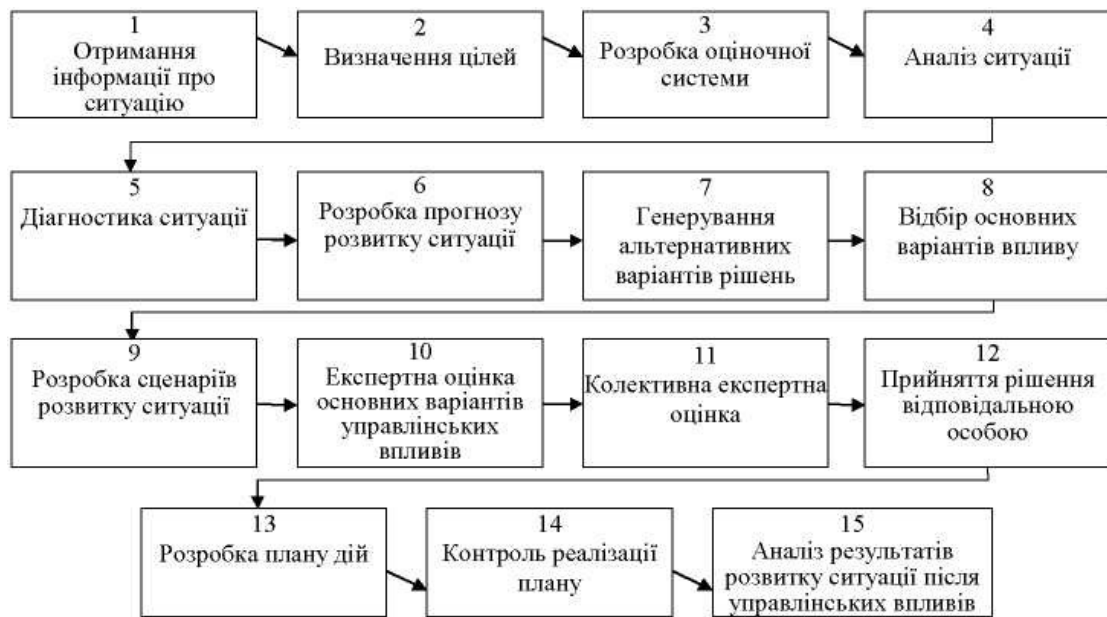 1
Отримання
інформації про
ситуацію
2
Визначення цілей
3
Розробка оціночної
системи
4
Аналіз ситуації
5
Діагностика ситуації
6
Розробка прогнозу
розвитку ситуації
7
Генерування
альтернативних
варіантів рішень
8
Відбір основних
варіантів впливу
9
Розробка сценаріїв
розвитку ситуації
10
Експертна оцінка
основних варіантів
управлінських
впливів
11
Колективна експертна
оцінка
12
Прийняття рішення
відповідальною
особою
13
Розробка плану дій
14
Контроль реалізації
плану
15
Аналіз результатів
розвитку ситуації після
управлінських впливів